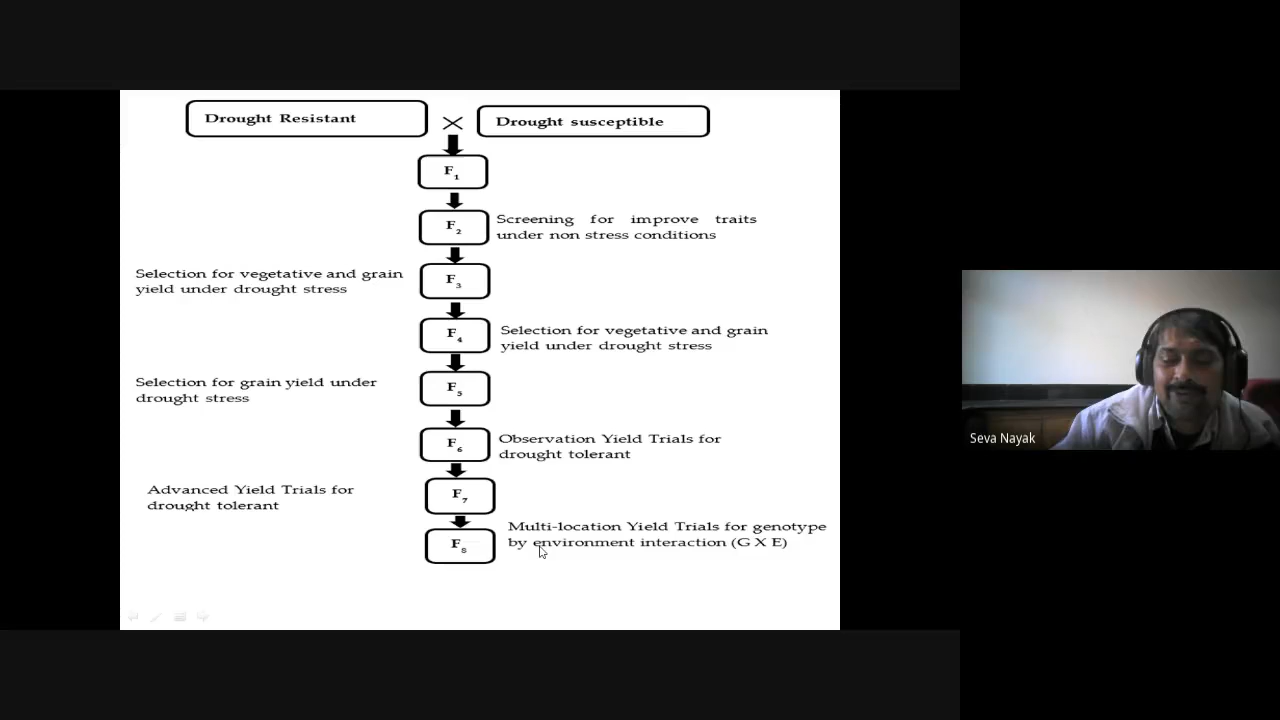 Drought Resistant
Drought susceptible
F1
F2
Screening for improve traits
under non stress conditions
Selection for vegetative and grain
yield under drought stress
F3
F4
Selection for vegetative and grain
yield under drought stress
Selection for grain yield under
drought stress
F5
F6
Observation Yield Trials for
drought tolerant
Advanced Yield Trials for
drought tolerant
F7
F8
Multi-location Yield Trials for genotype
by environment interaction (G X E)
Seva Nayak